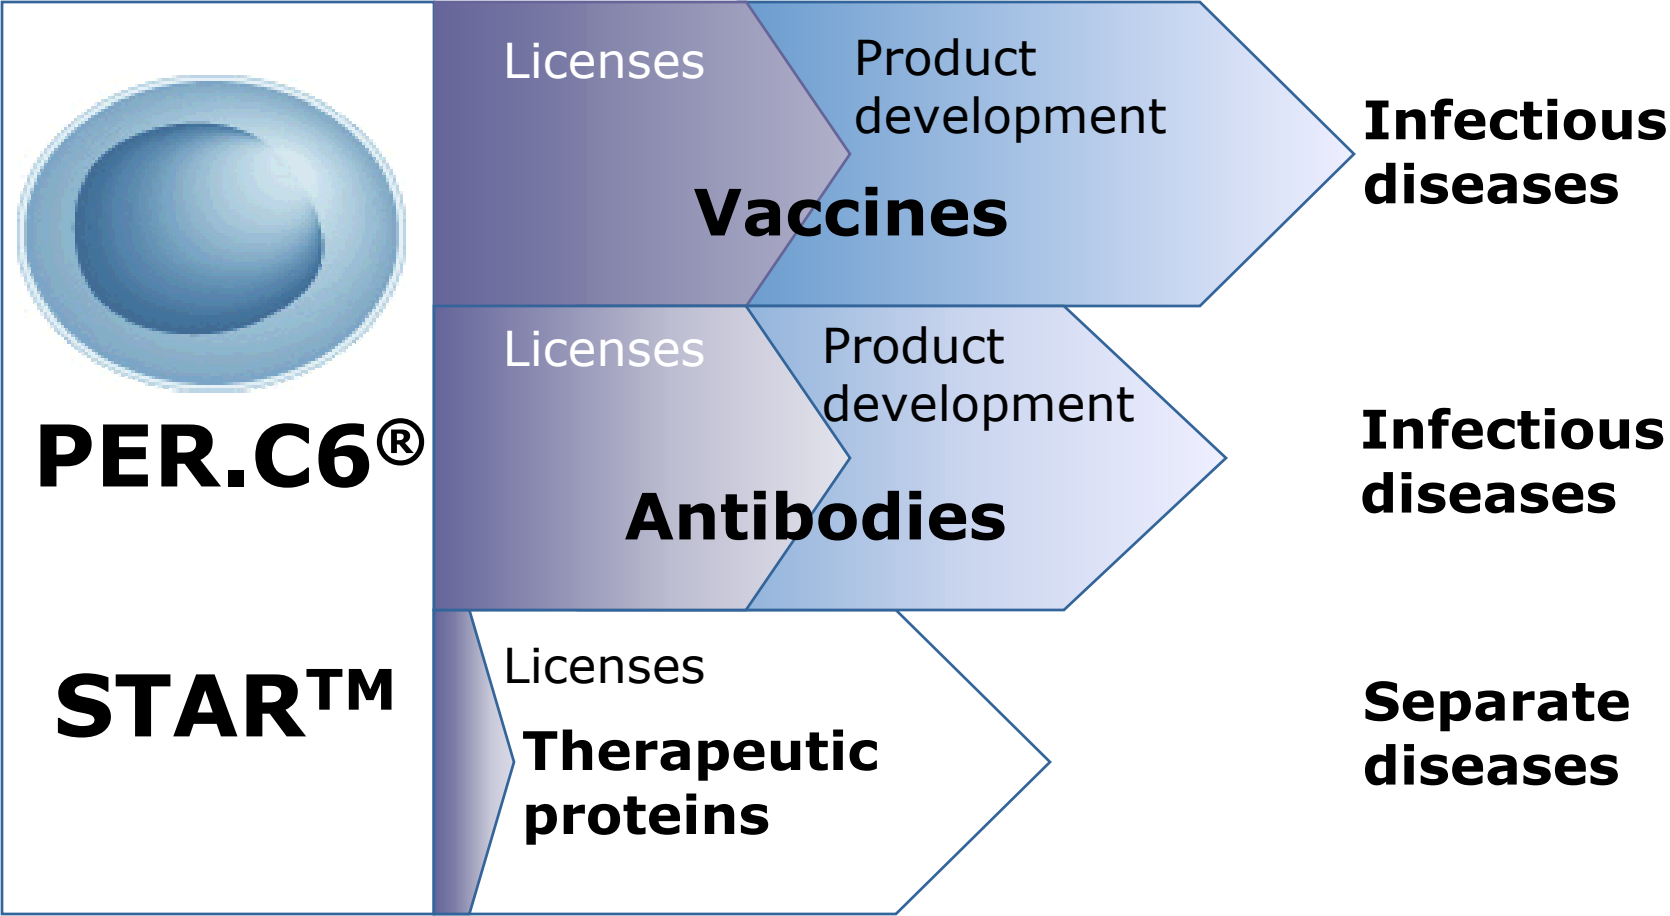 PER.C6®
STAR™
Licenses
Product
development
Vaccines
Infectious
diseases
Licenses
Product
development
Antibodies
Infectious
diseases
Licenses
Therapeutic
proteins
Separate
diseases